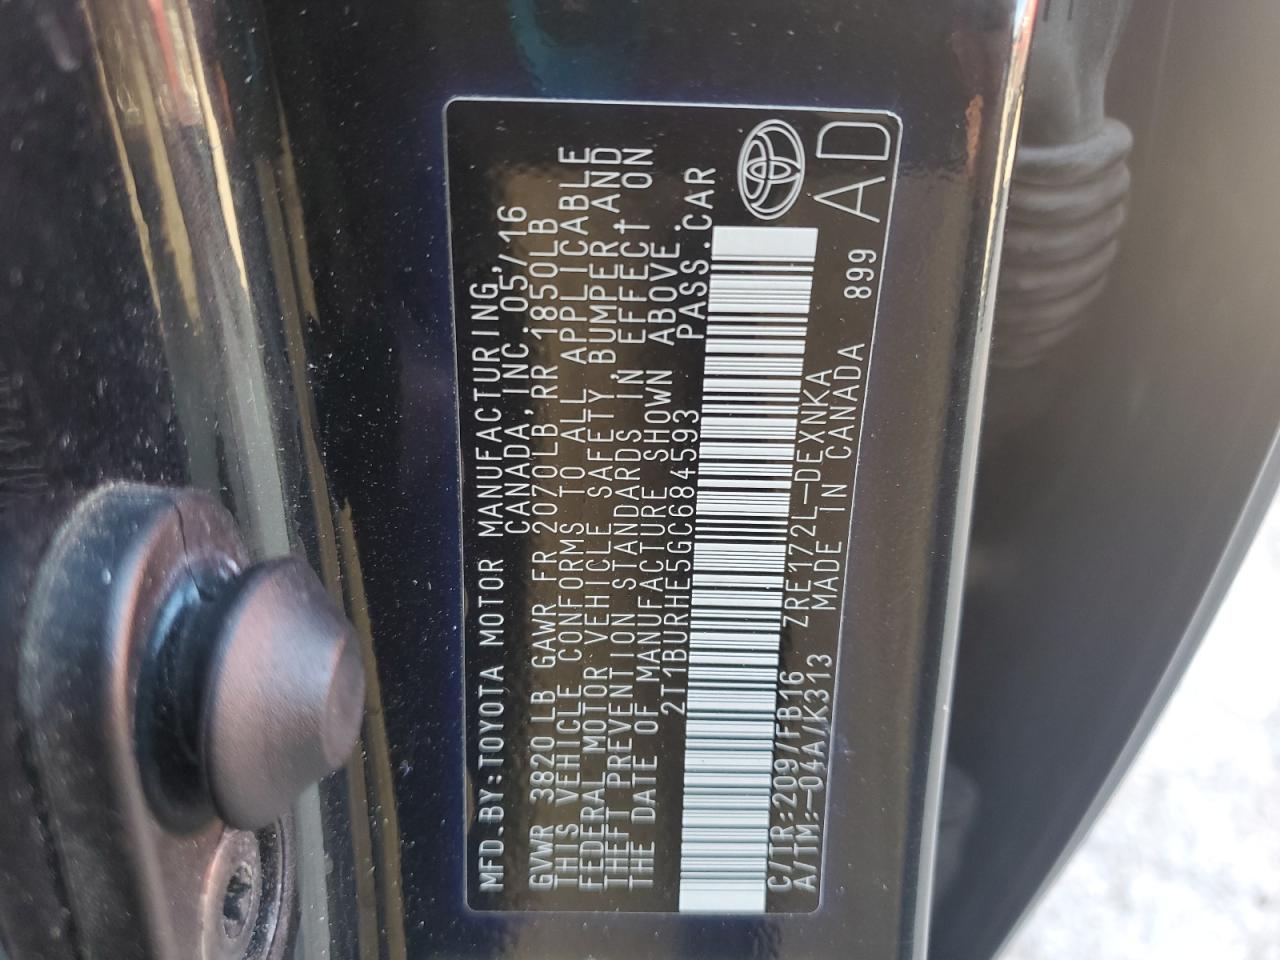 MFD.BY:TOYOTA MOTOR MANUFACTURING,
CANADA, INC. 05/16
GVWR 3820LB GAWR FR 2070LB, RR 1850LB
THIS VEHICLE CONFORMS TO ALL APPLICABLE
FEDERAL MOTOR VEHICLE SAFETY, BUMPER, AND
THEFT PREVENTION STANDARDS IN EFFECT ON
THE DATE OF MANUFACTURE SHOWN ABOVE.
2T1BURHE5GC684593 PASS.CAR
C/TR:209/FB16 ZRE172L-DEXNKA
A/TM:-04A/K313 MADE IN CANADA 899
AD